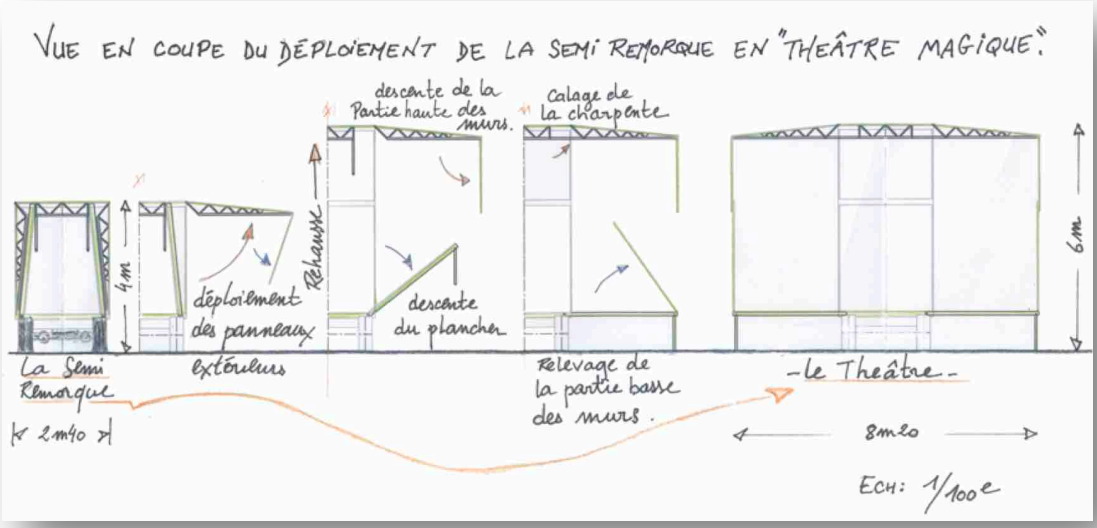 VUE EN COUPE DU DÉPLOIEMENT DE LA SEMI REMORQUE EN "THEÂTRE MAGIQUE".
descente de la
Partie haute des
murs.
Calage de
la charpente
Rehausse
4m
6m
déploiement
des panneaux
extérieurs
descente
du plancher
La Semi
Remorque
2m40
Relevage de
la partie basse
des murs.
- le Theâtre -
8m20
ECH: 1/100e